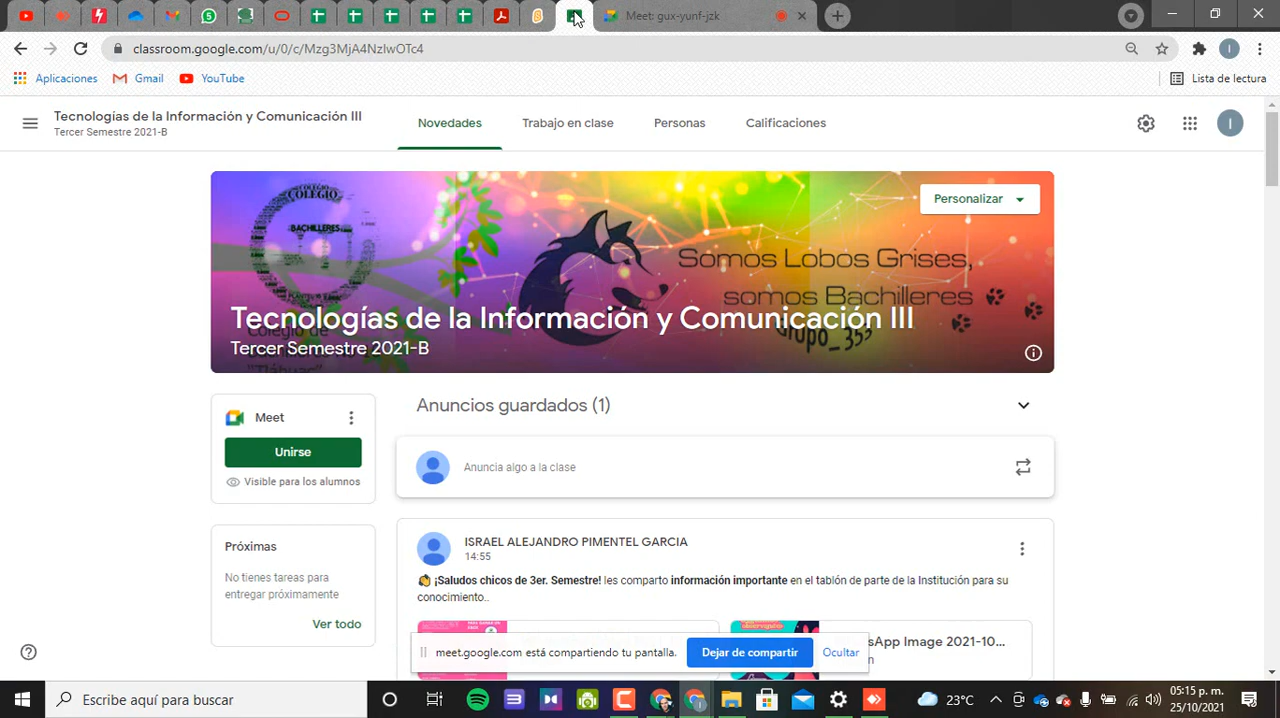 Meet: gux-yunf-jzk
classroom.google.com/u/0/c/Mzg3MjA4NzIwOTc4
Aplicaciones
Gmail
YouTube
Lista de lectura
Tecnologías de la Información y Comunicación III
Tercer Semestre 2021-B
Novedades
Trabajo en clase
Personas
Calificaciones
I
Personalizar
COLEGIO
BACHILLERES
Somos Lobos Grises,
somos Bachilleres
Grupo_353
Tecnologías de la Información y Comunicación III
Colegio de
Tercer Semestre 2021-B
"Tláhuac"
Meet
Unirse
Visible para los alumnos
Próximas
No tienes tareas para
entregar próximamente
Ver todo
Anuncios guardados (1)
Anuncia algo a la clase
ISRAEL ALEJANDRO PIMENTEL GARCIA
14:55
¡Saludos chicos de 3er. Semestre! les comparto información importante en el tablón de parte de la Institución para su
conocimiento..
sApp Image 2021-10...
meet.google.com está compartiendo tu pantalla.
Dejar de compartir
Ocultar
Escribe aquí para buscar
23°C
05:15 p. m.
25/10/2021